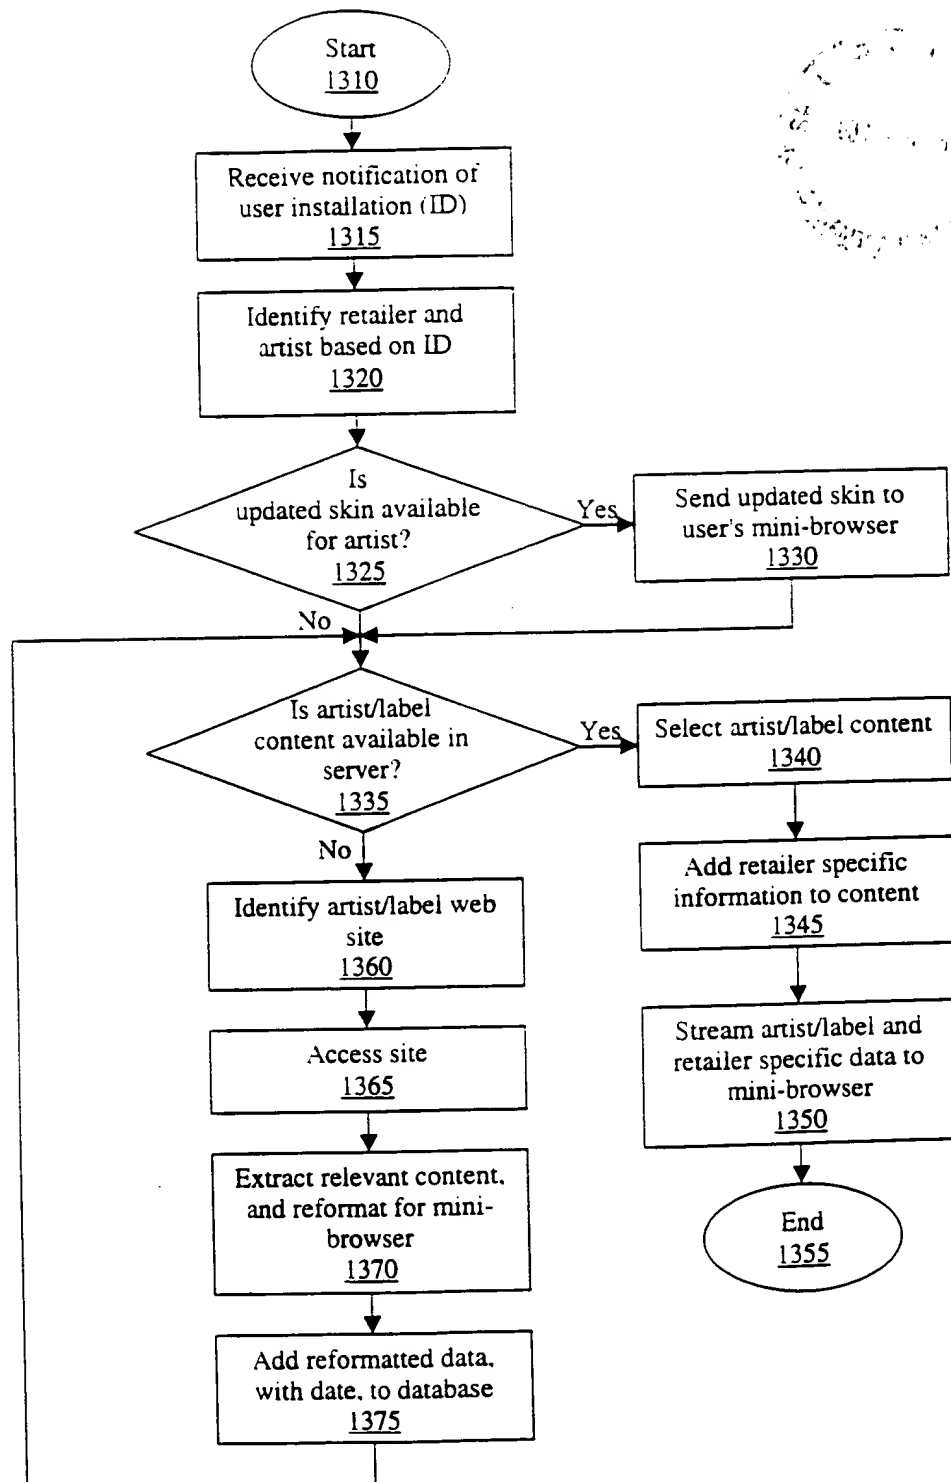 Start
1310
Receive notification of
user installation (ID)
1315
Identify retailer and
artist based on ID
1320
Is
updated skin available
for artist?
1325
Yes
Send updated skin to
user's mini-browser
1330
No
Is artist/label
content available in
server?
1335
Yes
Select artist/label content
1340
Add retailer specific
information to content
1345
Stream artist/label and
retailer specific data to
mini-browser
1350
End
1355
No
Identify artist/label web
site
1360
Access site
1365
Extract relevant content,
and reformat for mini-
browser
1370
Add reformatted data,
with date, to database
1375